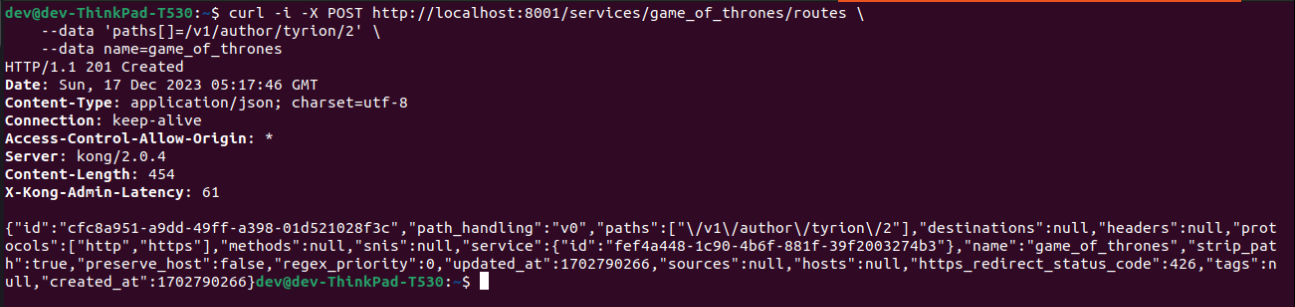 dev@dev-ThinkPad-T530:~$ curl -i -X POST http://localhost:8001/services/game_of_thrones/routes \
    --data 'paths[]=/v1/author/tyrion/2' \
    --data name=game_of_thrones
HTTP/1.1 201 Created
Date: Sun, 17 Dec 2023 05:17:46 GMT
Content-Type: application/json; charset=utf-8
Connection: keep-alive
Access-Control-Allow-Origin: *
Server: kong/2.0.4
Content-Length: 454
X-Kong-Admin-Latency: 61

{"id":"cfc8a951-a9dd-49ff-a398-01d521028f3c","path_handling":"v0","paths":["\/v1\/author\/tyrion\/2"],"destinations":null,"headers":null,"prot
ocols":["http","https"],"methods":null,"snis":null,"service":{"id":"fef4a448-1c90-4b6f-881f-39f2003274b3"},"name":"game_of_thrones","strip_pat
h":true,"preserve_host":false,"regex_priority":0,"updated_at":1702790266,"sources":null,"hosts":null,"https_redirect_status_code":426,"tags":n
ull,"created_at":1702790266}dev@dev-ThinkPad-T530:~$